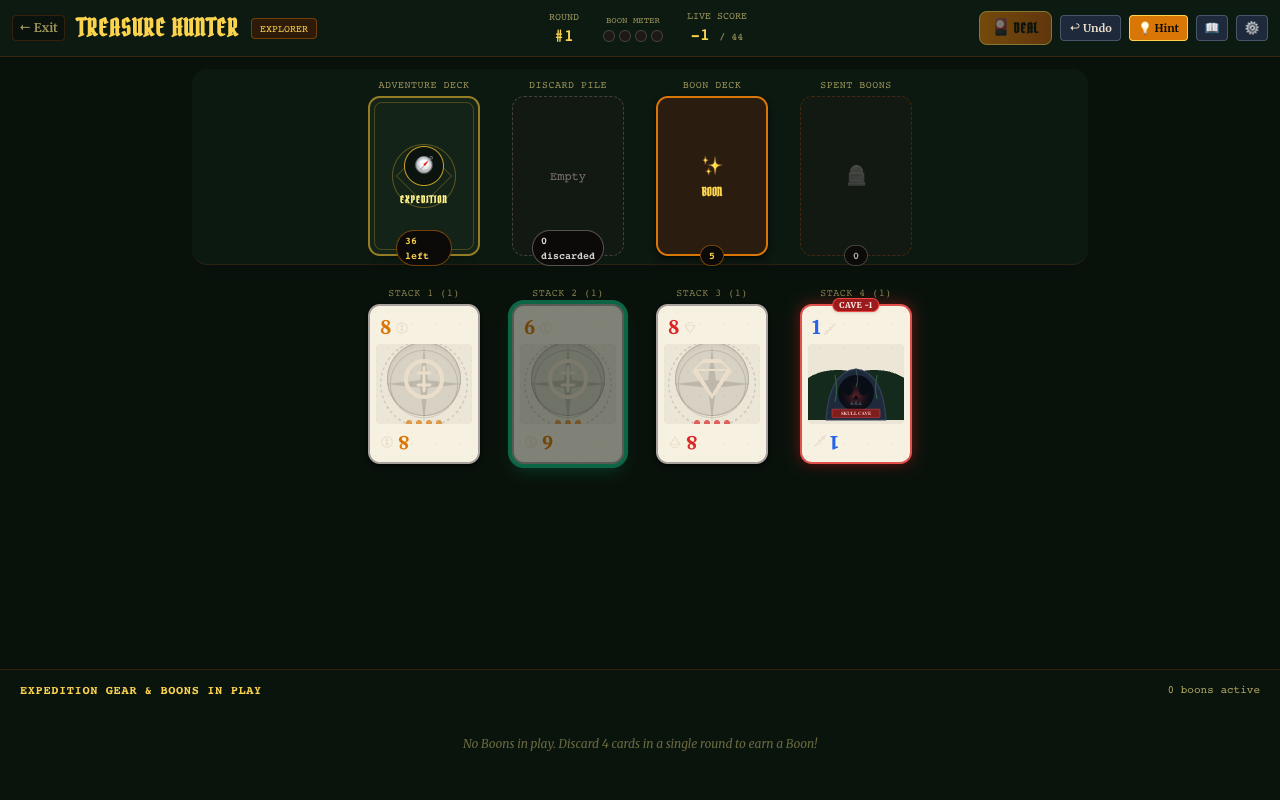 ← Exit
TREASURE HUNTER
EXPLORER
ROUND
#1
BOON METER
LIVE SCORE
-1 / 44
DEAL
Undo
Hint
ADVENTURE DECK
DISCARD PILE
BOON DECK
SPENT BOONS
EXPEDITION
36 left
Empty
0 discarded
BOON
5
0
STACK 1 (1)
STACK 2 (1)
STACK 3 (1)
STACK 4 (1)
CAVE -1
8
8
6
6
8
8
1
SKULL CAVE
1
EXPEDITION GEAR & BOONS IN PLAY
0 boons active
No Boons in play. Discard 4 cards in a single round to earn a Boon!